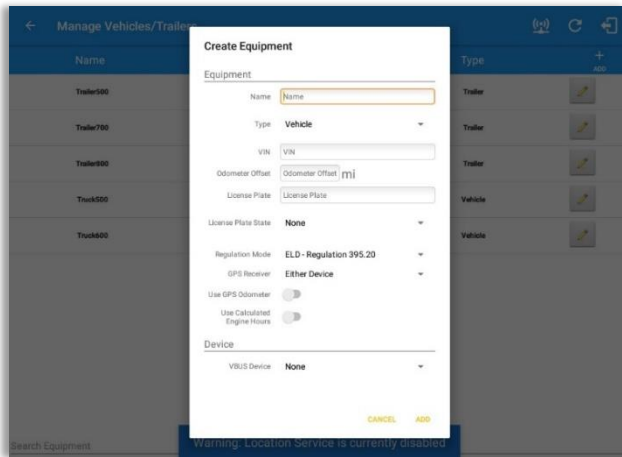 Manage Vehicles/Trailers
Name
Type
ADD
Trailer500
Trailer
Trailer700
Trailer
Trailer900
Trailer
Truck500
Vehicle
Truck600
Vehicle
Create Equipment
Equipment
Name
Name
Type
Vehicle
VIN
VIN
Odometer Offset
Odometer Offset
mi
License Plate
License Plate
License Plate State
None
Regulation Mode
ELD - Regulation 395.20
GPS Receiver
Either Device
Use GPS Odometer
Use Calculated
Engine Hours
Device
VBUS Device
None
CANCEL
ADD
Search Equipment
Warning: Location Service is currently disabled